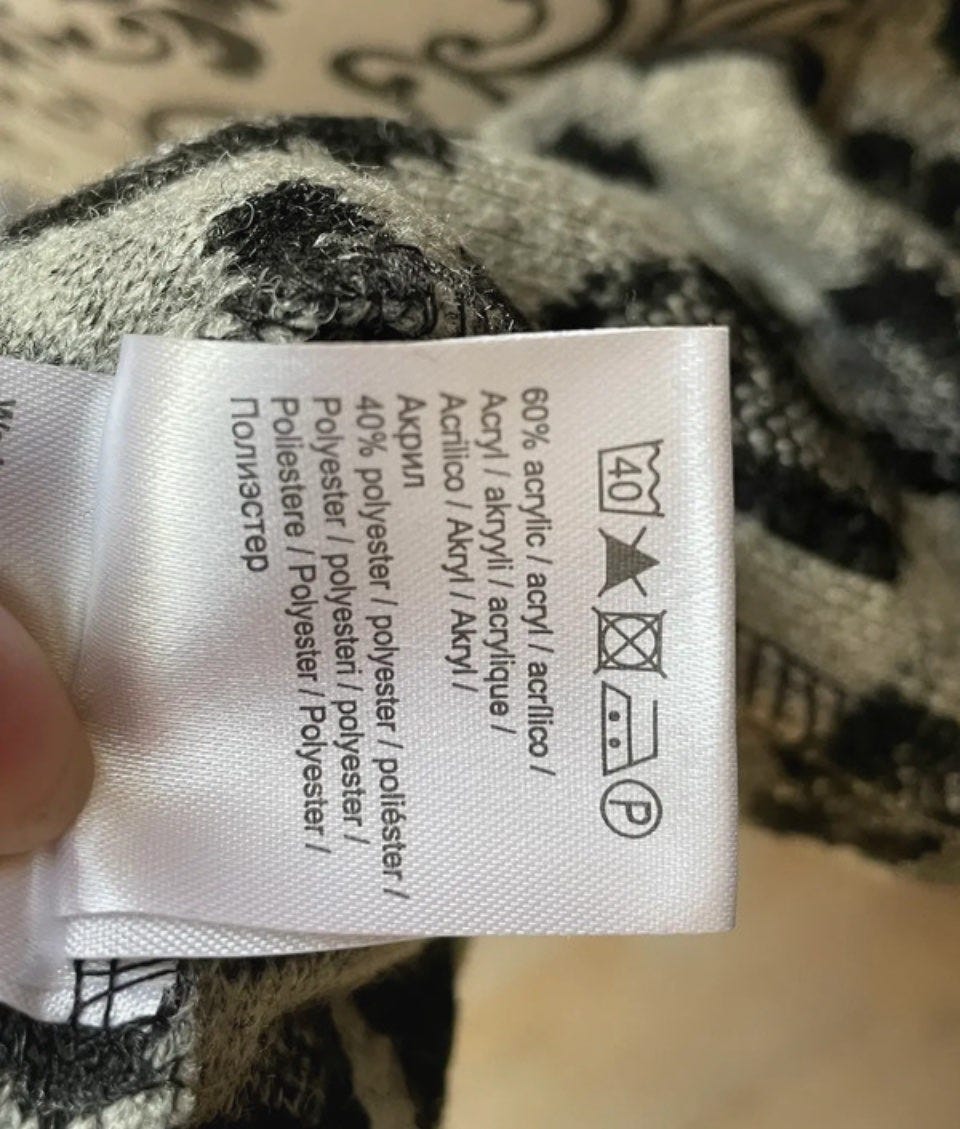 40
P
60% acrylic / acryl / acrílico /
Acryl / akryyli / acrylique /
Acrilico / Akryl / Akryl /
Акрил
40% polyester / polyester / poliéster /
Polyester / polyesteri / polyester /
Poliestere / Polyester / Polyester /
Полиэстер